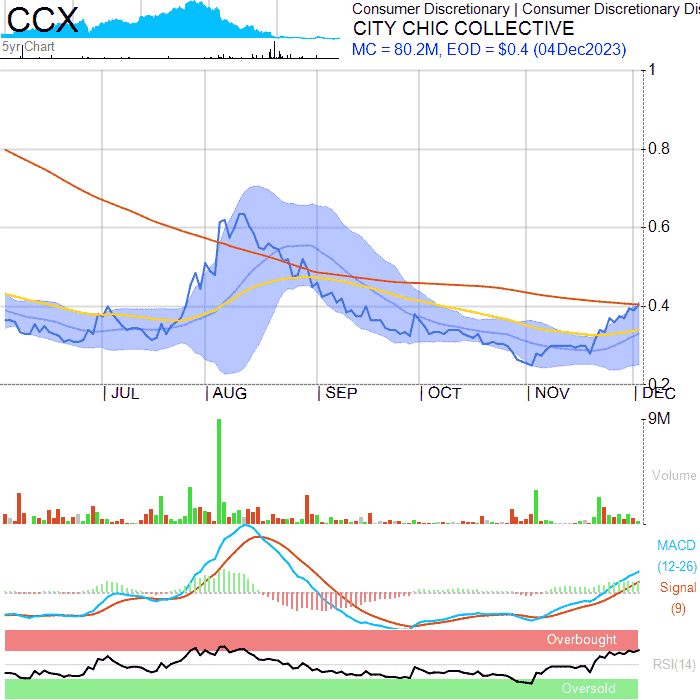 CCX
Consumer Discretionary | Consumer Discretionary Dis
CITY CHIC COLLECTIVE
5yr Chart
MC = 80.2M, EOD = $0.4 (04Dec2023)
1
0.8
0.6
0.4
0.2
JUL AUG SEP OCT NOV DEC
9M
Volume
MACD
(12-26)
Signal
(9)
Overbought
RSI(14)
Oversold